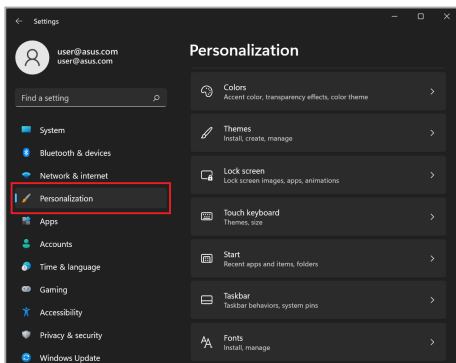 Settings
user@asus.com
user@asus.com
Find a setting
System
Bluetooth & devices
Network & internet
Personalization
Apps
Accounts
Time & language
Gaming
Accessibility
Privacy & security
Windows Update
Personalization
Colors
Accent color, transparency effects, color theme
Themes
Install, create, manage
Lock screen
Lock screen images, apps, animations
Touch keyboard
Themes, size
Start
Recent apps and items, folders
Taskbar
Taskbar behaviors, system pins
Fonts
Install, manage